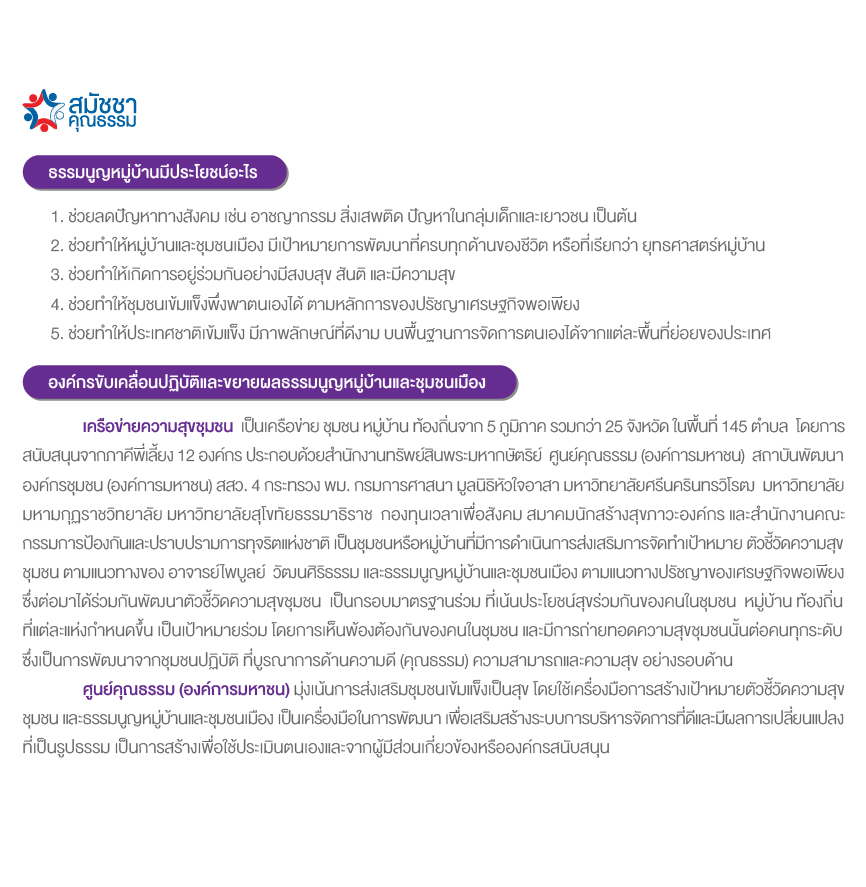 สมัชชา
คุณธรรม
ธรรมนูญหมู่บ้านมีประโยชน์อะไร
1. ช่วยลดปัญหาทางสังคม เช่น อาชญากรรม สิ่งเสพติด ปัญหาในกลุ่มเด็กและเยาวชน เป็นต้น
2. ช่วยทำให้หมู่บ้านและชุมชนเมือง มีเป้าหมายการพัฒนาที่ครบทุกด้านของชีวิต หรือที่เรียกว่า ยุทธศาสตร์หมู่บ้าน
3. ช่วยทำให้เกิดการอยู่ร่วมกันอย่างมีสงบสุข สันติ และมีความสุข
4. ช่วยทำให้ชุมชนเข้มแข็งพึ่งพาตนเองได้ ตามหลักการของปรัชญาเศรษฐกิจพอเพียง
5. ช่วยทำให้ประเทศชาติเข้มแข็ง มีภาพลักษณ์ที่ดีงาม บนพื้นฐานการจัดการตนเองได้จากแต่ละพื้นที่ย่อยของประเทศ
องค์กรขับเคลื่อนปฏิบัติและขยายผลธรรมนูญหมู่บ้านและชุมชนเมือง
เครือข่ายความสุขชุมชน เป็นเครือข่าย ชุมชน หมู่บ้าน ท้องถิ่นจาก 5 ภูมิภาค รวมกว่า 25 จังหวัด ในพื้นที่ 145 ตำบล โดยการ
สนับสนุนจากภาคีพี่เลี้ยง 12 องค์กร ประกอบด้วยสำนักงานทรัพย์สินพระมหากษัตริย์ ศูนย์คุณธรรม (องค์การมหาชน) สถาบันพัฒนา
องค์กรชุมชน (องค์การมหาชน) สสว. 4 กระทรวง พม. กรมการศาสนา มูลนิธิหัวใจอาสา มหาวิทยาลัยศรีนครินทรวิโรฒ มหาวิทยาลัย
มหามกุฏราชวิทยาลัย มหาวิทยาลัยสุโขทัยธรรมาธิราช กองทุนเวลาเพื่อสังคม สมาคมนักสร้างสุขภาวะองค์กร และสำนักงานคณะ
กรรมการป้องกันและปราบปรามการทุจริตแห่งชาติ เป็นชุมชนหรือหมู่บ้านที่มีการดำเนินการส่งเสริมการจัดทำเป้าหมาย ตัวชี้วัดความสุข
ชุมชน ตามแนวทางของ อาจารย์ไพบูลย์ วัฒนศิริธรรม และธรรมนูญหมู่บ้านและชุมชนเมือง ตามแนวทางปรัชญาของเศรษฐกิจพอเพียง
ซึ่งต่อมาได้ร่วมกันพัฒนาตัวชี้วัดความสุขชุมชน เป็นกรอบมาตรฐานร่วม ที่เน้นประโยชน์สุขร่วมกันของคนในชุมชน หมู่บ้าน ท้องถิ่น
ที่แต่ละแห่งกำหนดขึ้น เป็นเป้าหมายร่วม โดยการเห็นพ้องต้องกันของคนในชุมชน และมีการถ่ายทอดความสุขชุมชนนั้นต่อคนทุกระดับ
ซึ่งเป็นการพัฒนาจากชุมชนปฏิบัติ ที่บูรณาการด้านความดี (คุณธรรม) ความสามารถและความสุข อย่างรอบด้าน
ศูนย์คุณธรรม (องค์การมหาชน) มุ่งเน้นการส่งเสริมชุมชนเข้มแข็งเป็นสุข โดยใช้เครื่องมือการสร้างเป้าหมายตัวชี้วัดความสุข
ชุมชน และธรรมนูญหมู่บ้านและชุมชนเมือง เป็นเครื่องมือในการพัฒนา เพื่อเสริมสร้างระบบการบริหารจัดการที่ดีและมีผลการเปลี่ยนแปลง
ที่เป็นรูปธรรม เป็นการสร้างเพื่อใช้ประเมินตนเองและจากผู้มีส่วนเกี่ยวข้องหรือองค์กรสนับสนุน